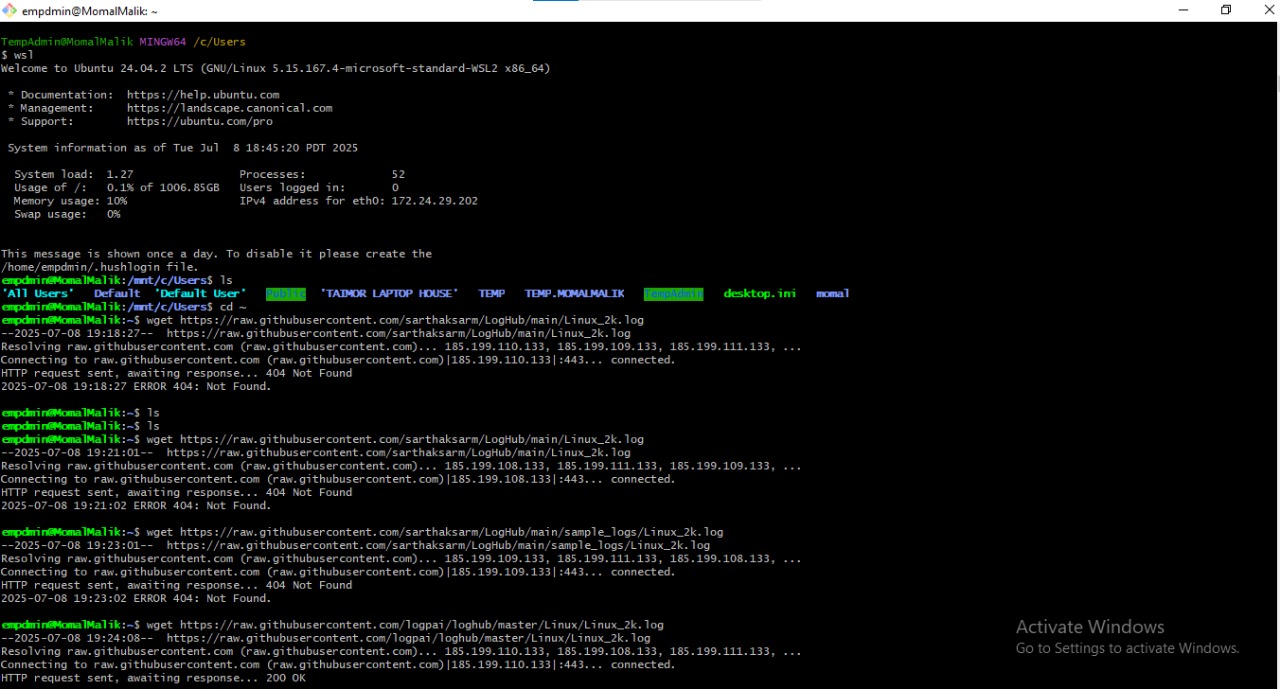 empdmin@MomalMalik: ~
TempAdmin@MomalMalik MINGW64 /c/Users
$ wsl
Welcome to Ubuntu 24.04.2 LTS (GNU/Linux 5.15.167.4-microsoft-standard-WSL2 x86_64)
* Documentation:  https://help.ubuntu.com
* Management:     https://landscape.canonical.com
* Support:        https://ubuntu.com/pro
System information as of Tue Jul  8 18:45:20 PDT 2025
System load:  1.27                Processes:             52
Usage of /:   0.1% of 1006.85GB   Users logged in:       0
Memory usage: 10%                 IPv4 address for eth0: 172.24.29.202
Swap usage:   0%
This message is shown once a day. To disable it please create the
/home/empdmin/.hushlogin file.
empdmin@MomalMalik:/mnt/c/Users$ ls
'All Users'   Default  'Default User'   Public  'TAIMOR LAPTOP HOUSE'   TEMP   TEMP.MOMALMALIK   TempAdmin   desktop.ini   momal
empdmin@MomalMalik:/mnt/c/Users$ cd ~
empdmin@MomalMalik:~$ wget https://raw.githubusercontent.com/sarthaksarm/LogHub/main/Linux_2k.log
--2025-07-08 19:18:27--  https://raw.githubusercontent.com/sarthaksarm/LogHub/main/Linux_2k.log
Resolving raw.githubusercontent.com (raw.githubusercontent.com)... 185.199.110.133, 185.199.109.133, 185.199.111.133, ...
Connecting to raw.githubusercontent.com (raw.githubusercontent.com)|185.199.110.133|:443... connected.
HTTP request sent, awaiting response... 404 Not Found
2025-07-08 19:18:27 ERROR 404: Not Found.
empdmin@MomalMalik:~$ ls
empdmin@MomalMalik:~$ ls
empdmin@MomalMalik:~$ wget https://raw.githubusercontent.com/sarthaksarm/LogHub/main/Linux_2k.log
--2025-07-08 19:21:01--  https://raw.githubusercontent.com/sarthaksarm/LogHub/main/Linux_2k.log
Resolving raw.githubusercontent.com (raw.githubusercontent.com)... 185.199.108.133, 185.199.111.133, 185.199.109.133, ...
Connecting to raw.githubusercontent.com (raw.githubusercontent.com)|185.199.108.133|:443... connected.
HTTP request sent, awaiting response... 404 Not Found
2025-07-08 19:21:02 ERROR 404: Not Found.
empdmin@MomalMalik:~$ wget https://raw.githubusercontent.com/sarthaksarm/LogHub/main/sample_logs/Linux_2k.log
--2025-07-08 19:23:01--  https://raw.githubusercontent.com/sarthaksarm/LogHub/main/sample_logs/Linux_2k.log
Resolving raw.githubusercontent.com (raw.githubusercontent.com)... 185.199.109.133, 185.199.111.133, 185.199.108.133, ...
Connecting to raw.githubusercontent.com (raw.githubusercontent.com)|185.199.109.133|:443... connected.
HTTP request sent, awaiting response... 404 Not Found
2025-07-08 19:23:02 ERROR 404: Not Found.
empdmin@MomalMalik:~$ wget https://raw.githubusercontent.com/logpai/loghub/master/Linux/Linux_2k.log
--2025-07-08 19:24:08--  https://raw.githubusercontent.com/logpai/loghub/master/Linux/Linux_2k.log
Resolving raw.githubusercontent.com (raw.githubusercontent.com)... 185.199.110.133, 185.199.108.133, 185.199.111.133, ...
Connecting to raw.githubusercontent.com (raw.githubusercontent.com)|185.199.110.133|:443... connected.
HTTP request sent, awaiting response... 200 OK
Activate Windows
Go to Settings to activate Windows.